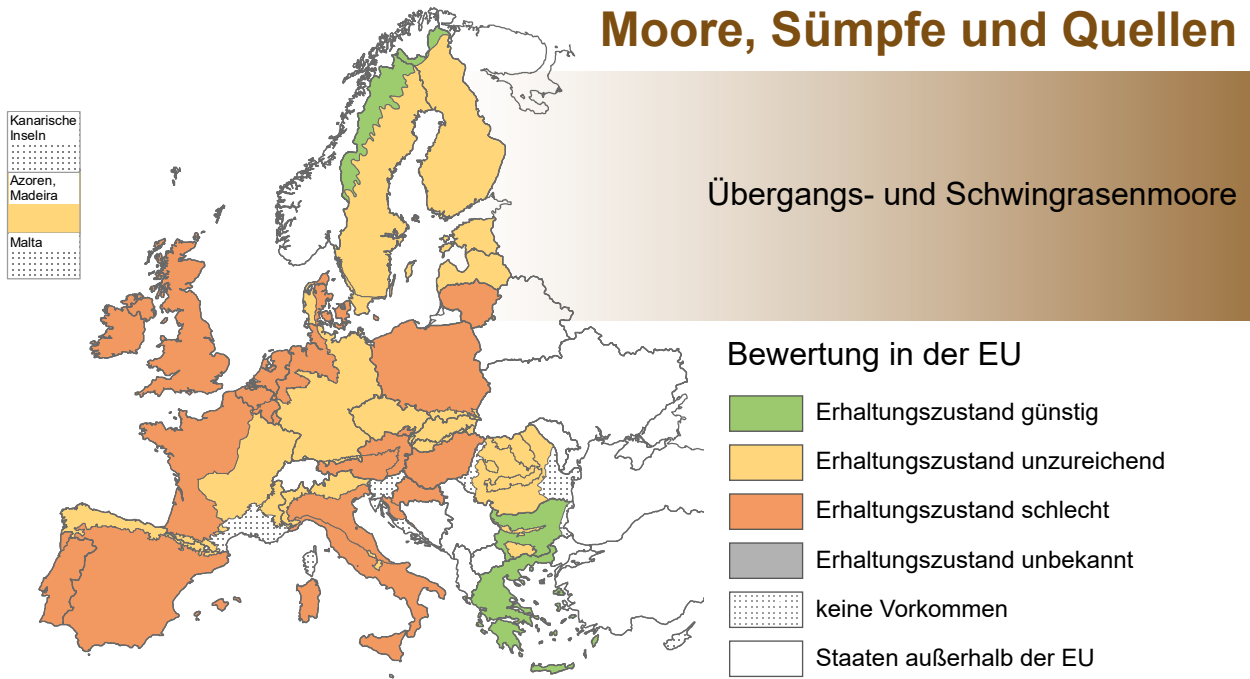 Moore, Sümpfe und Quellen
Kanarische
Inseln
Azoren,
Madeira
Malta
Übergangs- und Schwingrasenmoore
Bewertung in der EU
Erhaltungszustand günstig
Erhaltungszustand unzureichend
Erhaltungszustand schlecht
Erhaltungszustand unbekannt
keine Vorkommen
Staaten außerhalb der EU